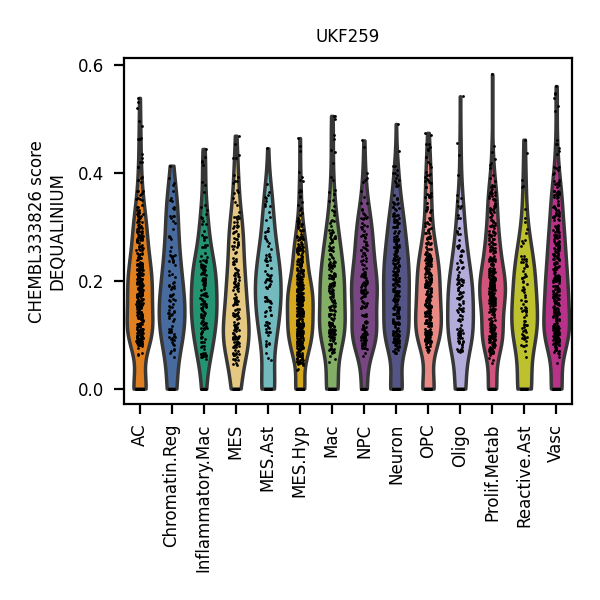 UKF259
CHEMBL333826 score
DEQUALINIUM
0.6
0.4
0.2
0.0
AC
Chromatin.Reg
Inflammatory.Mac
MES
MES.Ast
MES.Hyp
Mac
NPC
Neuron
OPC
Oligo
Prolif.Metab
Reactive.Ast
Vasc